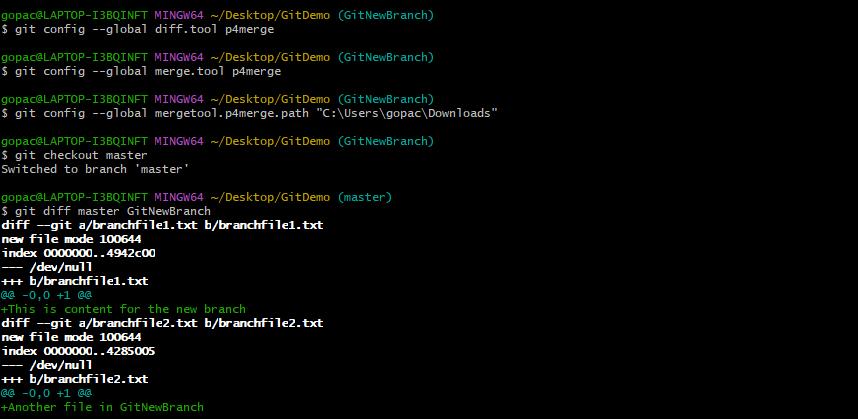 gopac@LAPTOP-I3BQINFT MINGW64 ~/Desktop/GitDemo (GitNewBranch)
$ git config --global diff.tool p4merge
gopac@LAPTOP-I3BQINFT MINGW64 ~/Desktop/GitDemo (GitNewBranch)
$ git config --global merge.tool p4merge
gopac@LAPTOP-I3BQINFT MINGW64 ~/Desktop/GitDemo (GitNewBranch)
$ git config --global mergetool.p4merge.path "C:\Users\gopac\Downloads"
gopac@LAPTOP-I3BQINFT MINGW64 ~/Desktop/GitDemo (GitNewBranch)
$ git checkout master
Switched to branch 'master'
gopac@LAPTOP-I3BQINFT MINGW64 ~/Desktop/GitDemo (master)
$ git diff master GitNewBranch
diff --git a/branchfile1.txt b/branchfile1.txt
new file mode 100644
index 0000000..4942c00
--- /dev/null
+++ b/branchfile1.txt
@@ -0,0 +1 @@
+This is content for the new branch
diff --git a/branchfile2.txt b/branchfile2.txt
new file mode 100644
index 0000000..4285005
--- /dev/null
+++ b/branchfile2.txt
@@ -0,0 +1 @@
+Another file in GitNewBranch